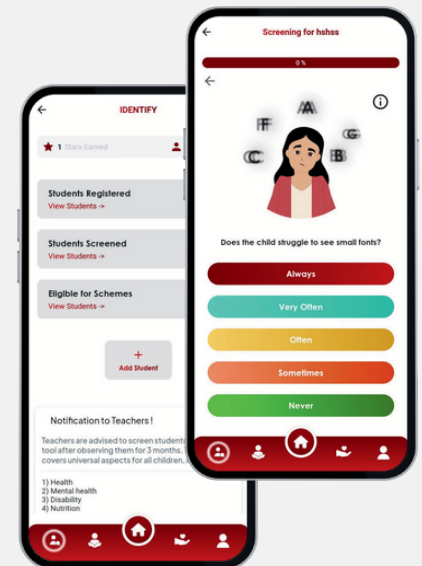 IDENTIFY
1 Stars Earned
Students Registered
View Students ->
Students Screened
View Students ->
Eligible for Schemes
View Students ->
+
Add Student
Notification to Teachers !
Teachers are advised to screen students
tool after observing them for 3 months.
covers universal aspects for all children,
1) Health
2) Mental health
3) Disability
4) Nutrition
Screening for hshss
0 %
F A G C B
Does the child struggle to see small fonts?
Always
Very Often
Often
Sometimes
Never